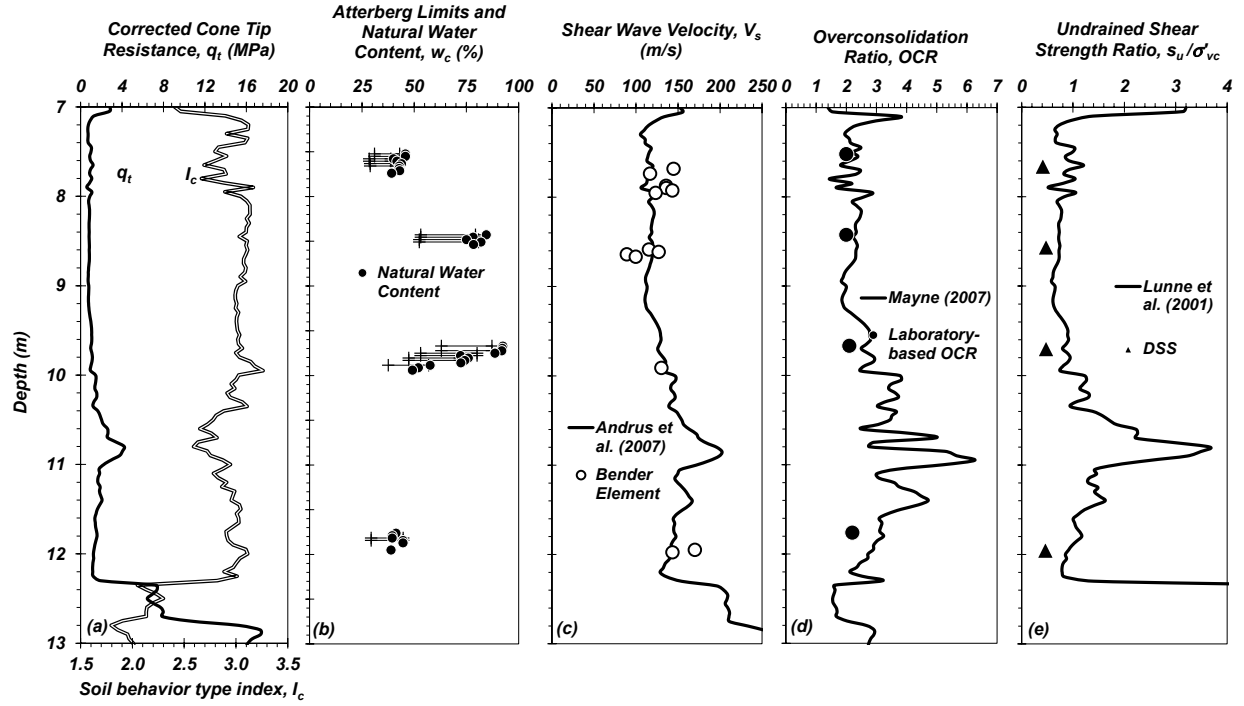 Corrected Cone Tip
Resistance, qt (MPa)
0 4 8 12 16 20
Atterberg Limits and
Natural Water
Content, wc (%)
0 25 50 75 100
Shear Wave Velocity, Vs
(m/s)
0 50 100 150 200 250
Overconsolidation
Ratio, OCR
0 1 2 3 4 5 6 7
Undrained Shear
Strength Ratio, su/σ'vc
0 1 2 3 4
Depth (m)
7
8
9
10
11
12
13
qt
Ic
(a)
1.5 2.0 2.5 3.0 3.5
Soil behavior type index, Ic
Natural Water
Content
(b)
Andrus et
al. (2007)
Bender
Element
(c)
Mayne (2007)
Laboratory-
based OCR
(d)
Lunne et
al. (2001)
DSS
(e)